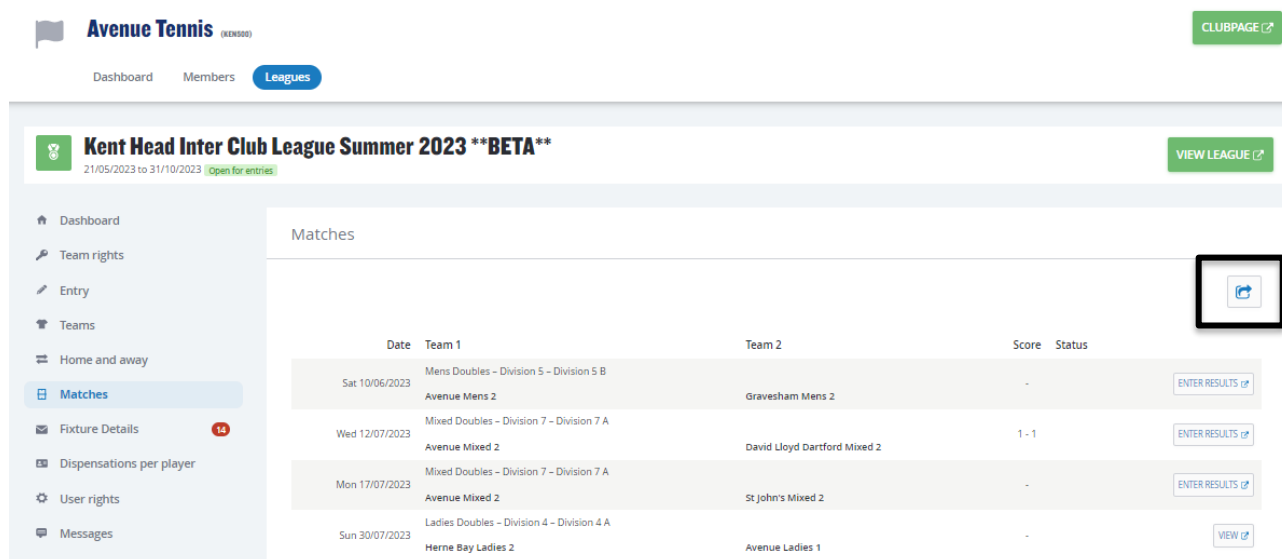 Avenue Tennis (KEN500)
CLUBPAGE
Dashboard Members Leagues
Kent Head Inter Club League Summer 2023 **BETA**
21/05/2023 to 31/10/2023 Open for entries
VIEW LEAGUE
Dashboard
Team rights
Entry
Teams
Home and away
Matches
Fixture Details 14
Dispensations per player
User rights
Messages
Matches
Date Team 1 Team 2 Score Status
Mens Doubles – Division 5 – Division 5 B
Sat 10/06/2023 Avenue Mens 2 Gravesham Mens 2 - ENTER RESULTS
Mixed Doubles – Division 7 – Division 7 A
Wed 12/07/2023 Avenue Mixed 2 David Lloyd Dartford Mixed 2 1 - 1 ENTER RESULTS
Mixed Doubles – Division 7 – Division 7 A
Mon 17/07/2023 Avenue Mixed 2 St John's Mixed 2 - ENTER RESULTS
Ladies Doubles – Division 4 – Division 4 A
Sun 30/07/2023 Herne Bay Ladies 2 Avenue Ladies 1 - VIEW